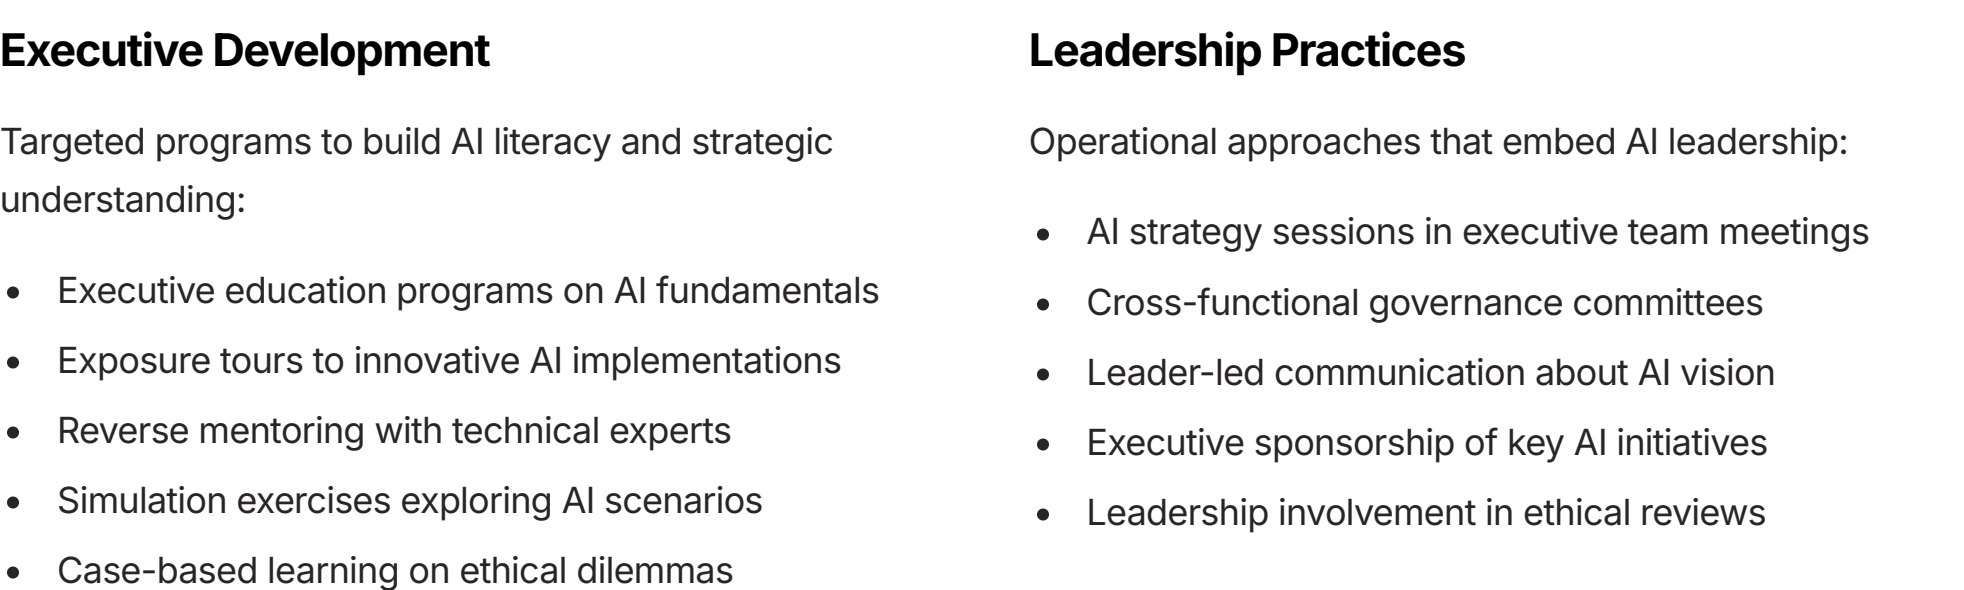 Executive Development
Targeted programs to build AI literacy and strategic
understanding:
• Executive education programs on AI fundamentals
• Exposure tours to innovative AI implementations
• Reverse mentoring with technical experts
• Simulation exercises exploring AI scenarios
• Case-based learning on ethical dilemmas
Leadership Practices
Operational approaches that embed AI leadership:
• AI strategy sessions in executive team meetings
• Cross-functional governance committees
• Leader-led communication about AI vision
• Executive sponsorship of key AI initiatives
• Leadership involvement in ethical reviews